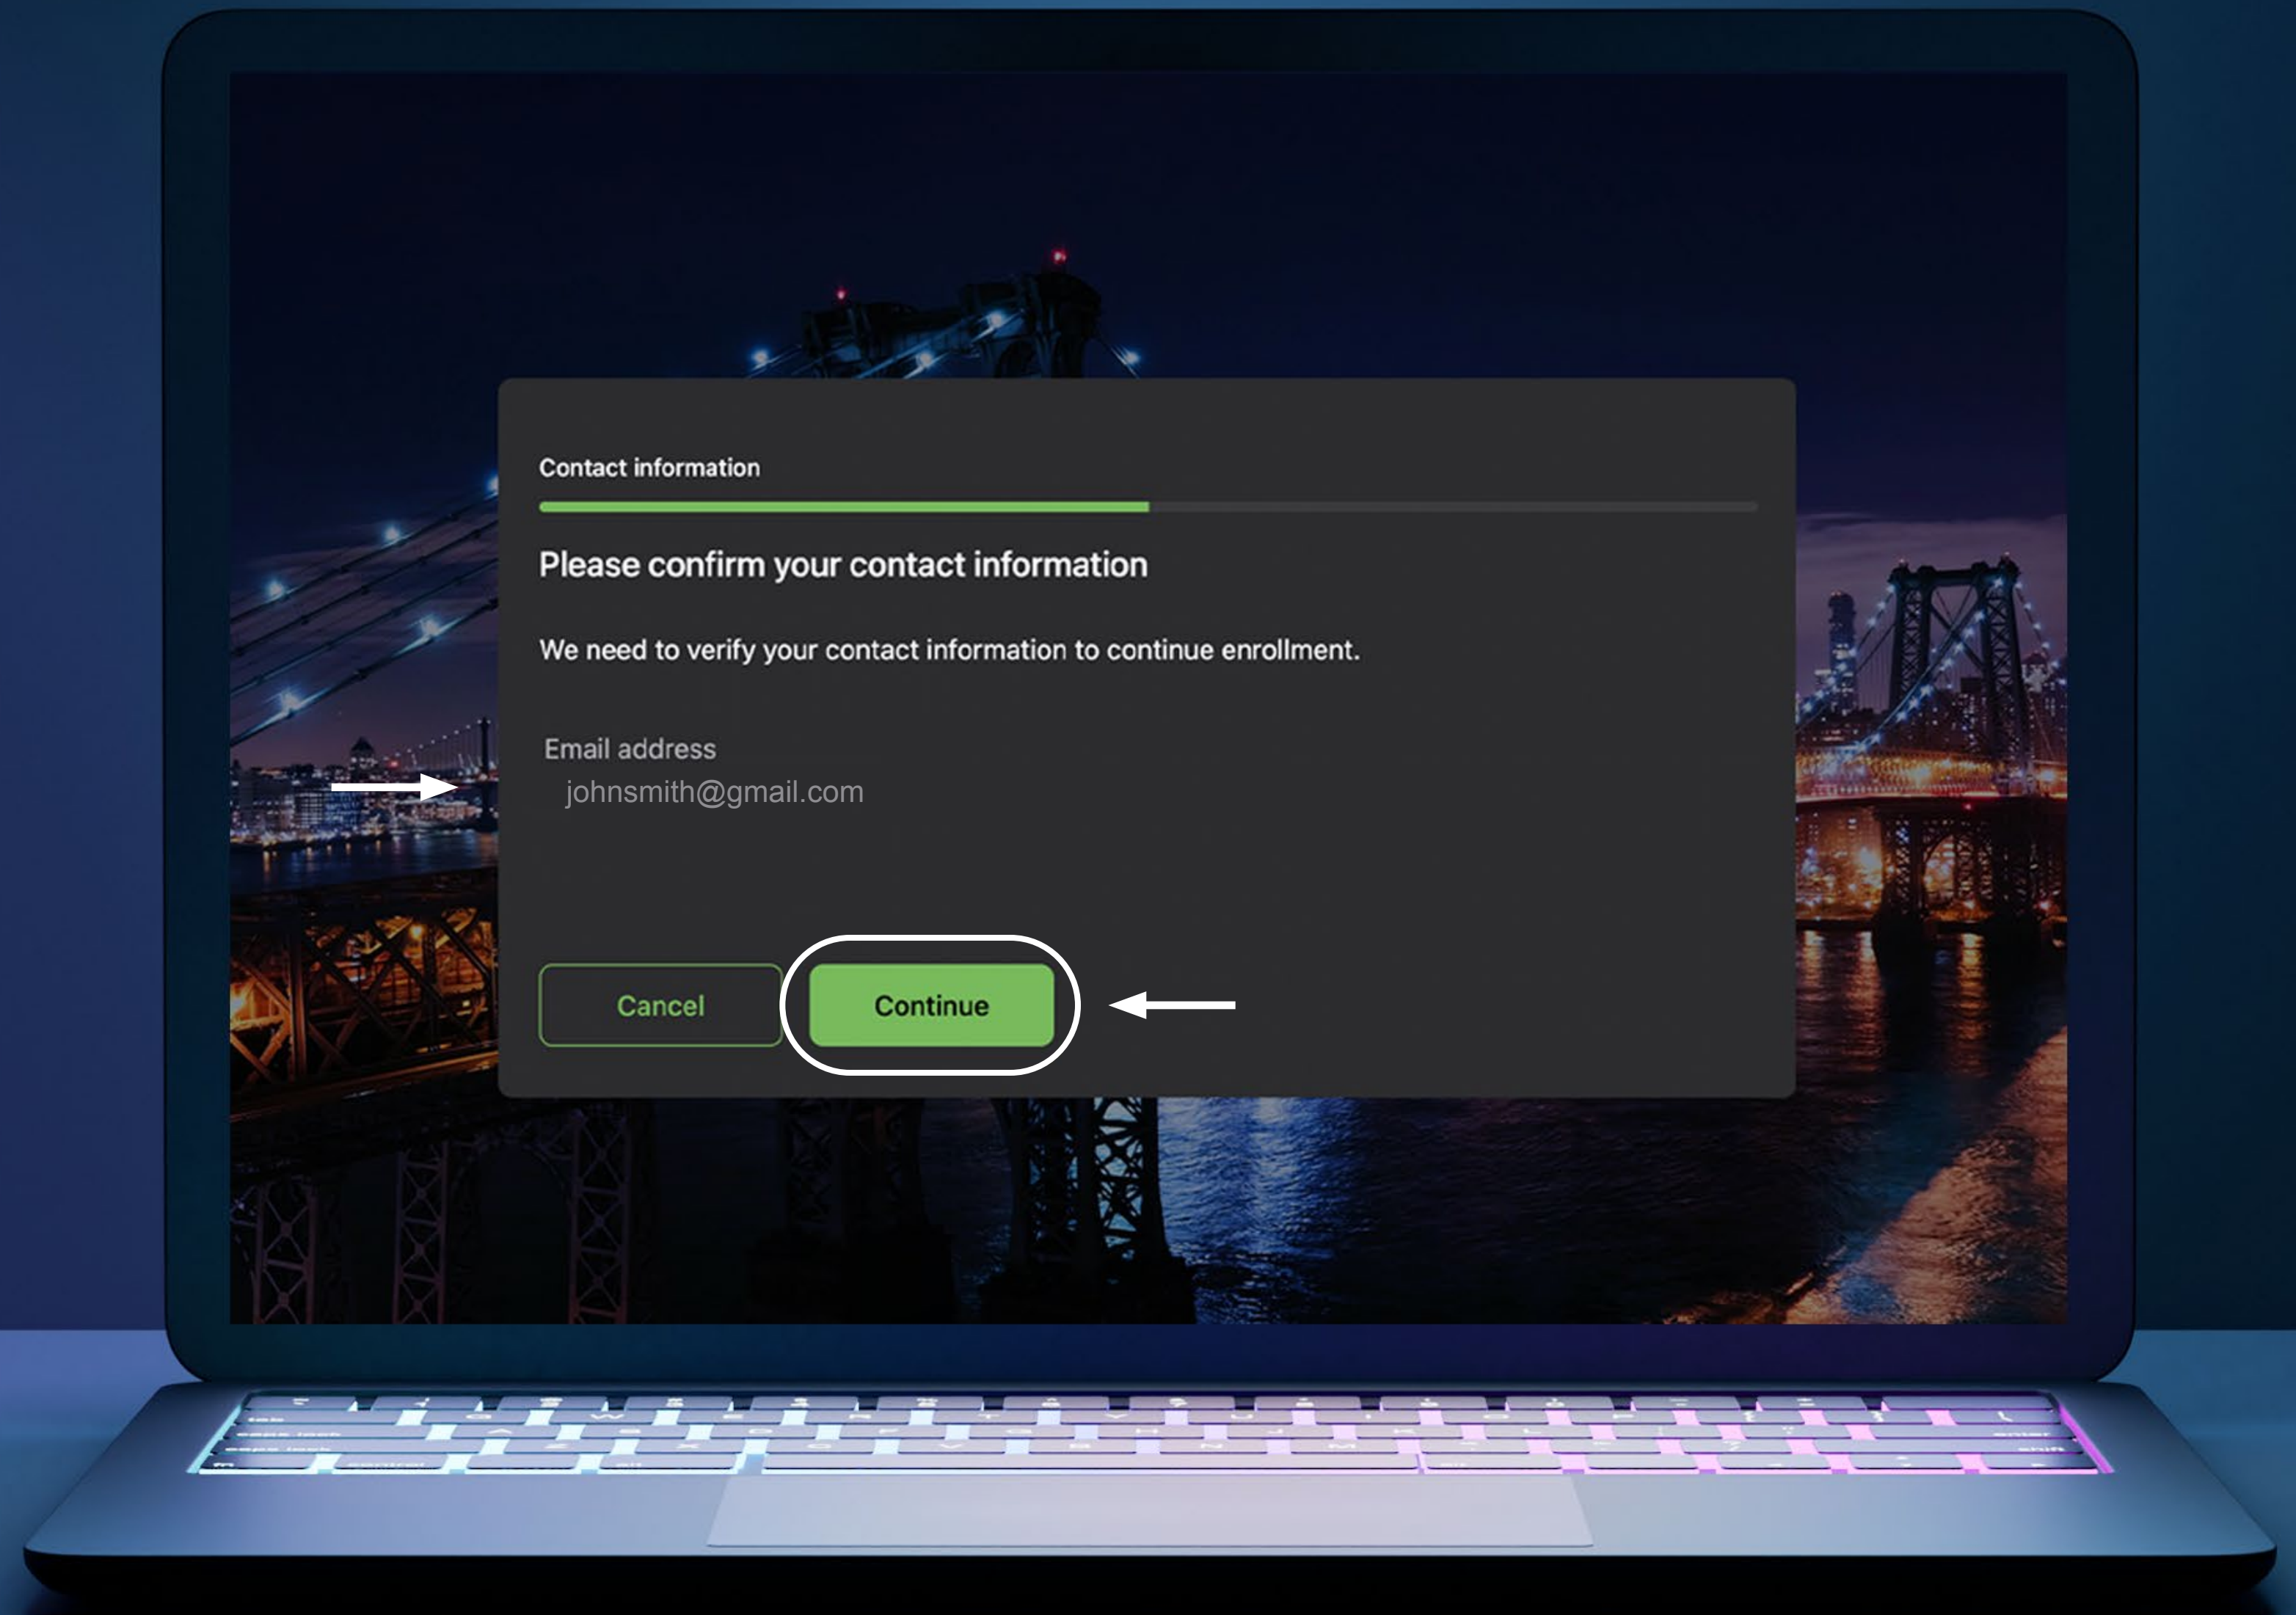 Contact information
Please confirm your contact information
We need to verify your contact information to continue enrollment.
Email address
johnsmith@gmail.com
Cancel
Continue